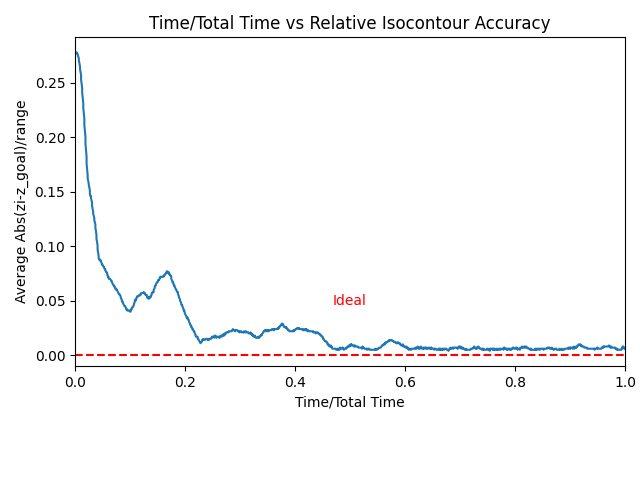 Time/Total Time vs Relative Isocontour Accuracy
Average Abs(zi-z_goal)/range
0.25
0.20
0.15
0.10
0.05
0.00
Ideal
0.0 0.2 0.4 0.6 0.8 1.0
Time/Total Time